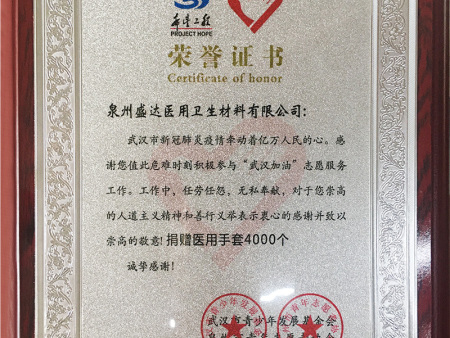 希望工程
PROJECT HOPE
荣誉证书
Certificate of honor
泉州盛达医用卫生材料有限公司:
武汉市新冠肺炎疫情牵动着亿万人民的心。感
谢您值此危难时刻积极参与“武汉加油”志愿服务
工作。工作中,任劳任怨,无私奉献,对于您崇高
的人道主义精神和善行义举表示衷心的感谢并致以
崇高的敬意!捐赠医用手套4000个
诚挚感谢!
武汉市青少年发展基金会